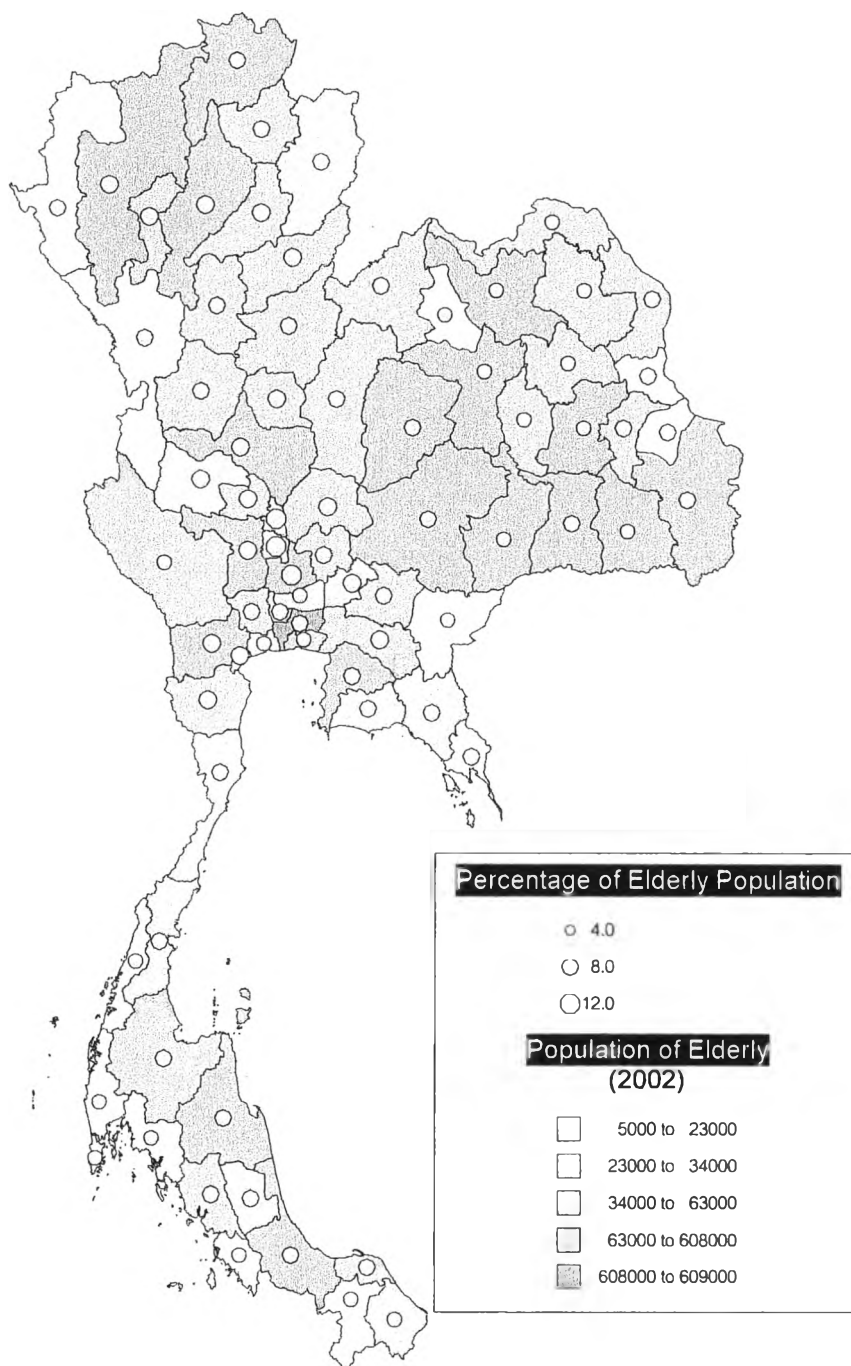 Percentage of Elderly Population
4.0
8.0
12.0
Population of Elderly
(2002)
5000 to 23000
23000 to 34000
34000 to 63000
63000 to 608000
608000 to 609000